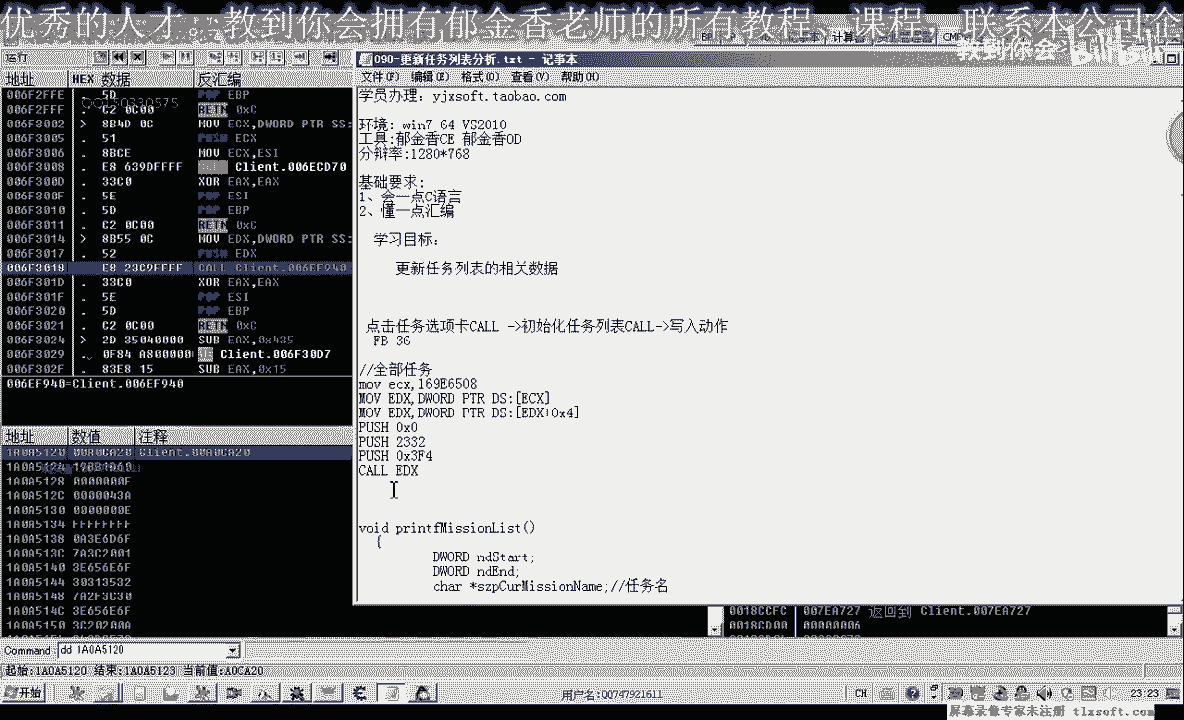 优秀的人才。教到你会拥有郁金香老师的所有教程、课程、联系本公司企
教到你会
bilibili
运行
090-更新任务列表分析.txt - 记事本
文件(F) 编辑(E) 格式(O) 查看(V) 帮助(H)
地址 HEX 数据 反汇编
006F2FFE . 5D POP EBP
006F2FFF . C2 0C00 RETN 0xC
006F3002 > 8B4D 0C MOV ECX,DWORD PTR SS:
006F3005 . 51 PUSH ECX
006F3006 . 8BCE MOV ECX,ESI
006F3008 . E8 639DFFFF Client.006ECD70
006F300D . 33C0 XOR EAX,EAX
006F300F . 5E POP ESI
006F3010 . 5D POP EBP
006F3011 . C2 0C00 RETN 0xC
006F3014 > 8B55 0C MOV EDX,DWORD PTR SS:
006F3017 . 52 PUSH EDX
006F3018 E8 23C9FFFF CALL Client.006EF940
006F301D . 33C0 XOR EAX,EAX
006F301F . 5E POP ESI
006F3020 . 5D POP EBP
006F3021 . C2 0C00 RETN 0xC
006F3024 > 2D 35040000 SUB EAX,0x435
006F3029 . 0F84 A8000000 Client.006F30D7
006F302F . 83E8 15 SUB EAX,0x15
006EF940=Client.006EF940
地址 数值 注释
1A0A5120 00A0CA20 Client.00A0CA20
1A0A5128 0000000F
1A0A512C 0000043A
1A0A5130 0000000E
1A0A5134 FFFFFFFF
1A0A5138 0A3E6D6F
1A0A513C 7A3C2001
1A0A5140 3E656E6F
1A0A5144 30313532
1A0A5148 7A2F3C30
1A0A514C 3E656E6F
1A0A5150 3C20200A
学员办理：yjxsoft.taobao.com
环境：win7 64 VS2010
工具:郁金香CE 郁金香OD
分辩率:1280*768
基础要求：
1、会一点C语言
2、懂一点汇编
学习目标：
更新任务列表的相关数据
点击任务选项卡CALL ->初始化任务列表CALL->写入动作
FB 36
//全部任务
mov ecx,169E6508
MOV EDX,DWORD PTR DS:[ECX]
MOV EDX,DWORD PTR DS:[EDX+0x4]
PUSH 0x0
PUSH 2332
PUSH 0x3F4
CALL EDX
void printfMissionList()
{
DWORD ndStart;
DWORD ndEnd;
char *szpCurMissionName;//任务名
0018CCFC 007EA727 返回到 Client.007EA727
0018CD00 00000006
Command: dd 1A0A5120
起始:1A0A5120 结束:1A0A5123 当前值:A0CA20
开始
用户名:QQ747921611
CH
23:23
屏幕录像专家未注册 tlxsoft.com